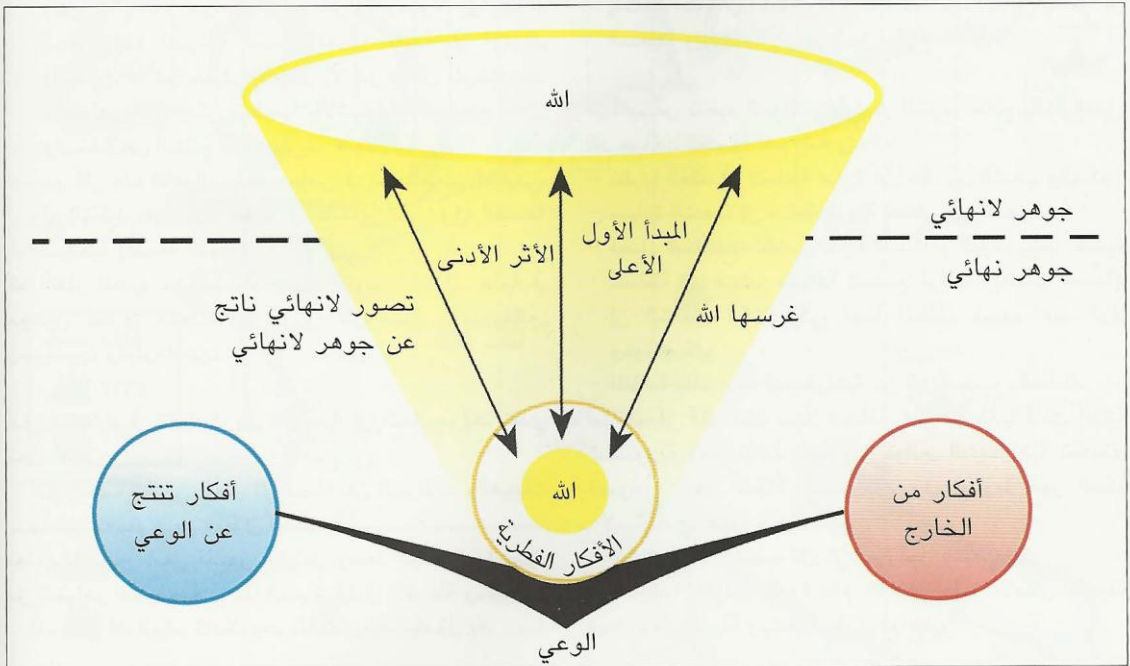 الله
جوهر لانهائي
جوهر نهائي
المبدأ الأول
الأعلى
الأثر الأدنى
غرسها الله
تصور لانهائي ناتج
عن جوهر لانهائي
أفكار من
الخارج
الله
الأفكار الفطرية
أفكار تنتج
عن الوعي
الوعي